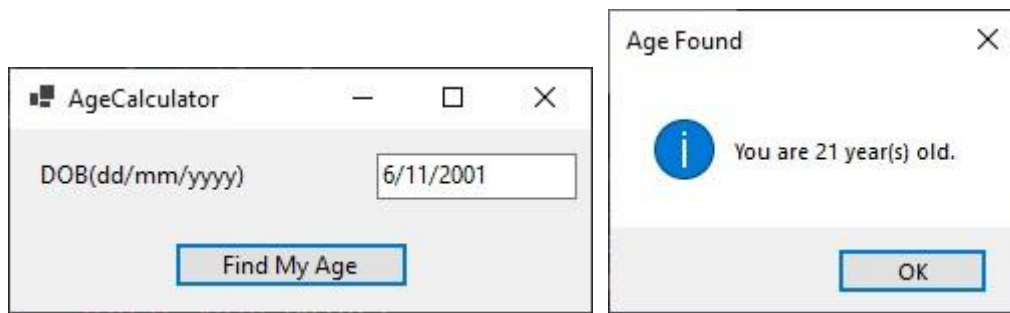 AgeCalculator
DOB(dd/mm/yyyy) 6/11/2001
Find My Age
Age Found
You are 21 year(s) old.
OK